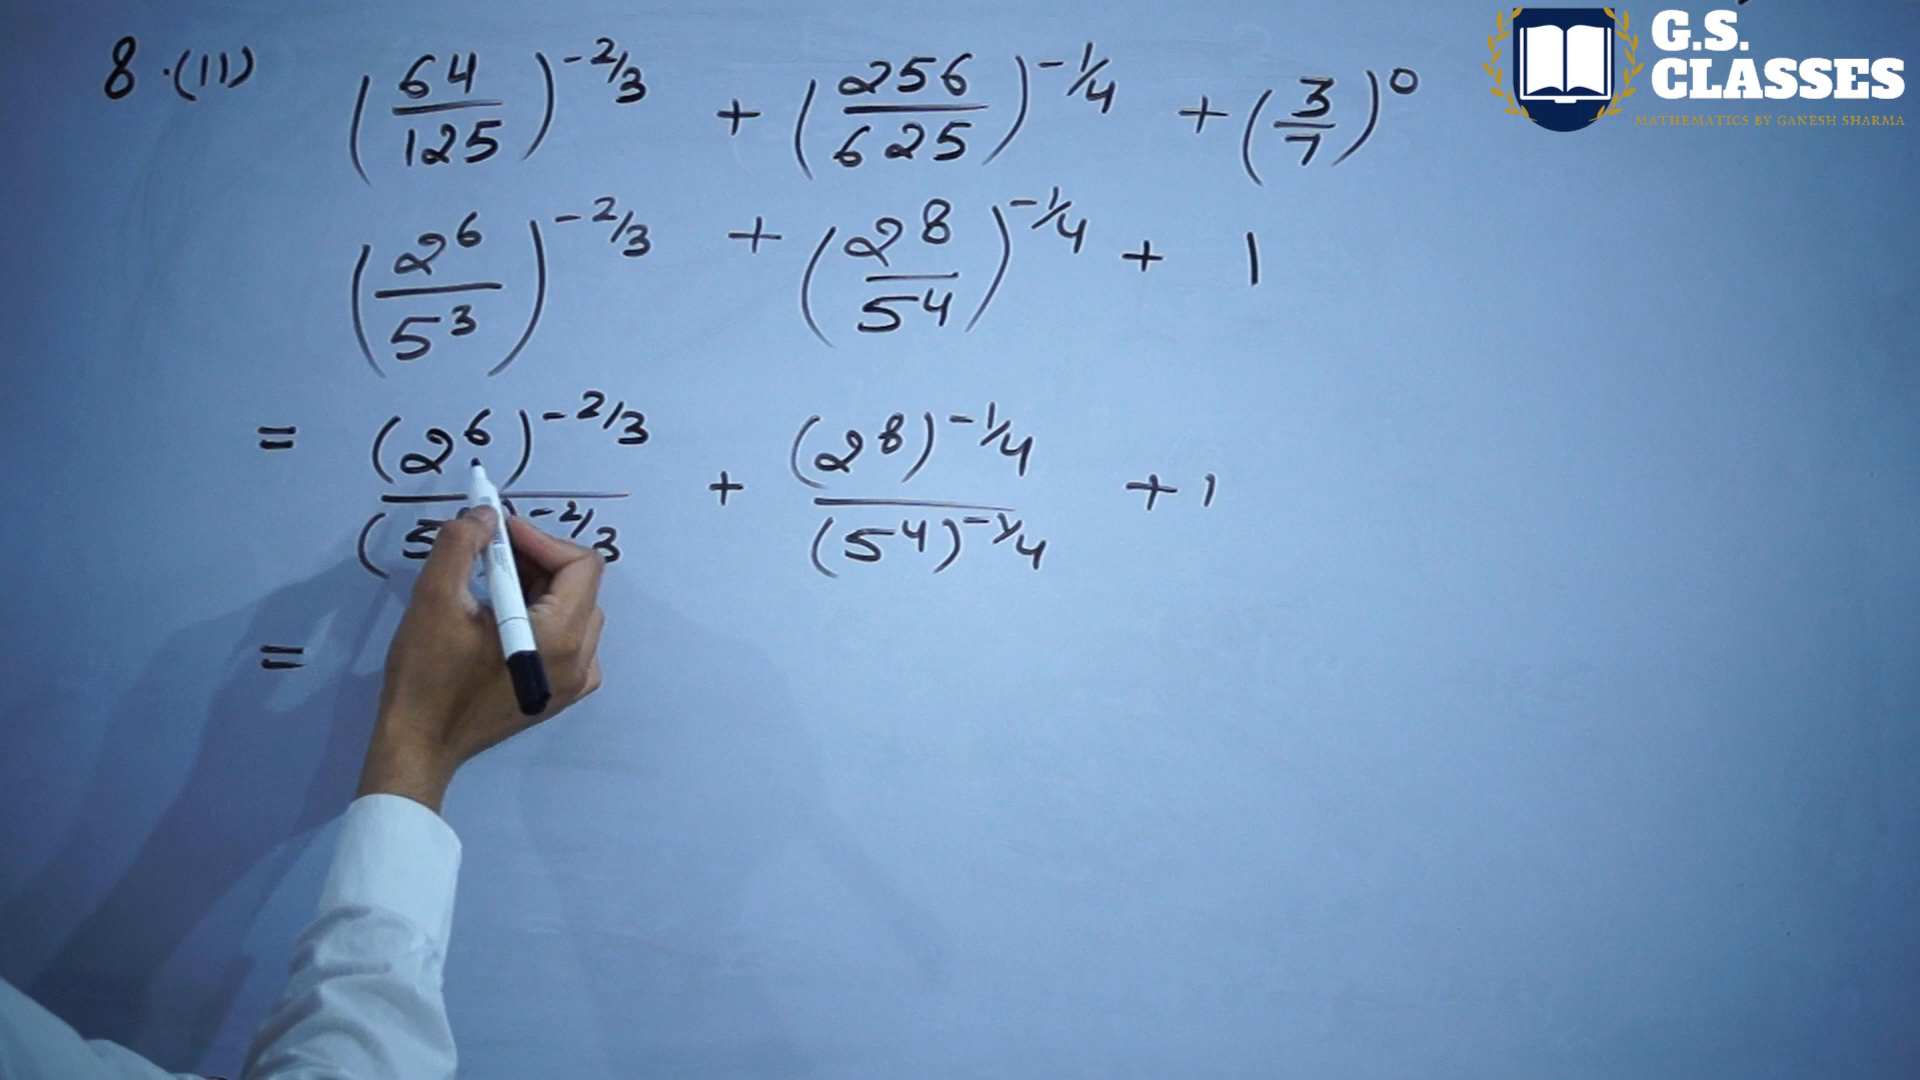 G.S.
CLASSES
MATHEMATICS BY GANESH SHARMA
8.(11) (64/125)^-2/3 + (256/625)^-1/4 + (3/7)^0
(2^6/5^3)^-2/3 + (2^8/5^4)^-1/4 + 1
= (2^6)^-2/3 / (5 )^-2/3 + (2^8)^-1/4 / (5^4)^-1/4 + 1
=